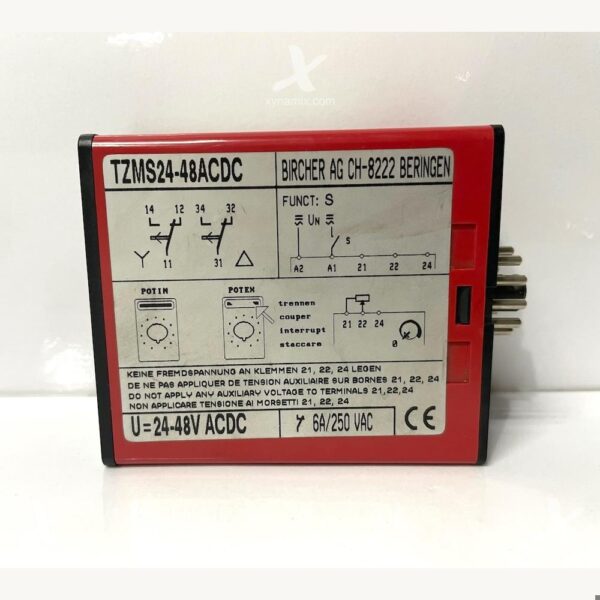 xynamix.com
TZMS24-48ACDC
BIRCHER AG CH-8222 BERINGEN
FUNCT: S
14 12 34 32
UN
S
11 31
A2 A1 21 22 24
POTIN
POTEX
trennen
couper
interrupt
staccare
21 22 24
0
KEINE FREMDSPANNUNG AN KLEMMEN 21, 22, 24 LEGEN
DE NE PAS APPLIQUER DE TENSION AUXILIAIRE SUR BORNES 21, 22, 24
DO NOT APPLY ANY AUXILIARY VOLTAGE TO TERMINALS 21,22,24
NON APPLICARE TENSIONE AI MORSETTI 21, 22, 24
U=24-48V ACDC
6A/250 VAC
CE